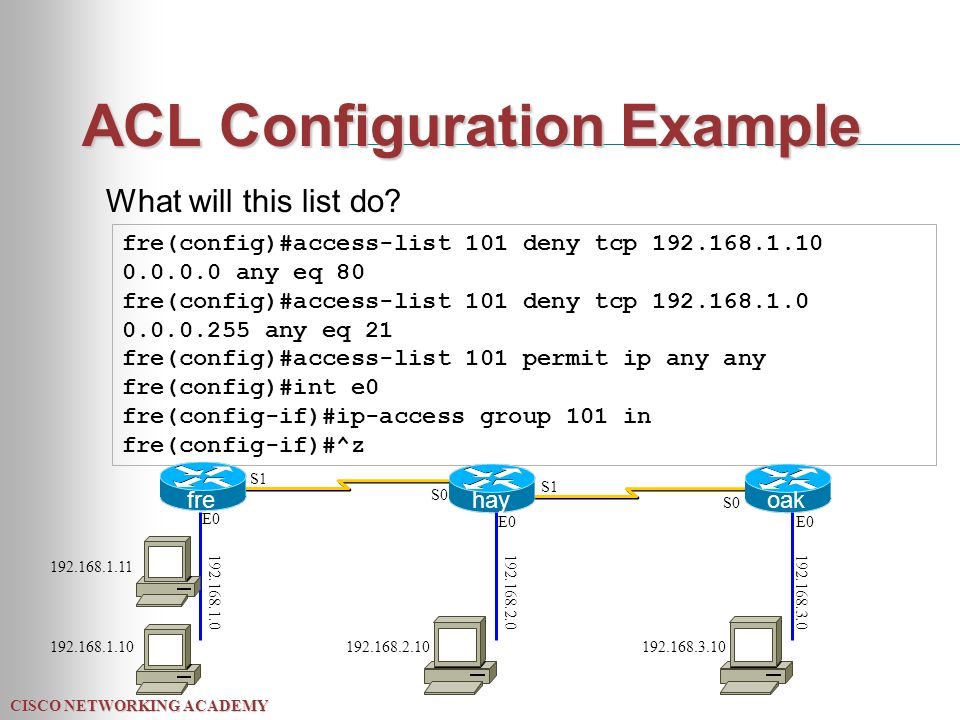 ACL Configuration Example
What will this list do?
fre(config)#access-list 101 deny tcp 192.168.1.10
0.0.0.0 any eq 80
fre(config)#access-list 101 deny tcp 192.168.1.0
0.0.0.255 any eq 21
fre(config)#access-list 101 permit ip any any
fre(config)#int e0
fre(config-if)#ip-access group 101 in
fre(config-if)#^z
S1
S0
S1
S0
fre
hay
oak
E0
E0
E0
192.168.1.11
192.168.1.0
192.168.2.0
192.168.3.0
192.168.1.10
192.168.2.10
192.168.3.10
CISCO NETWORKING ACADEMY